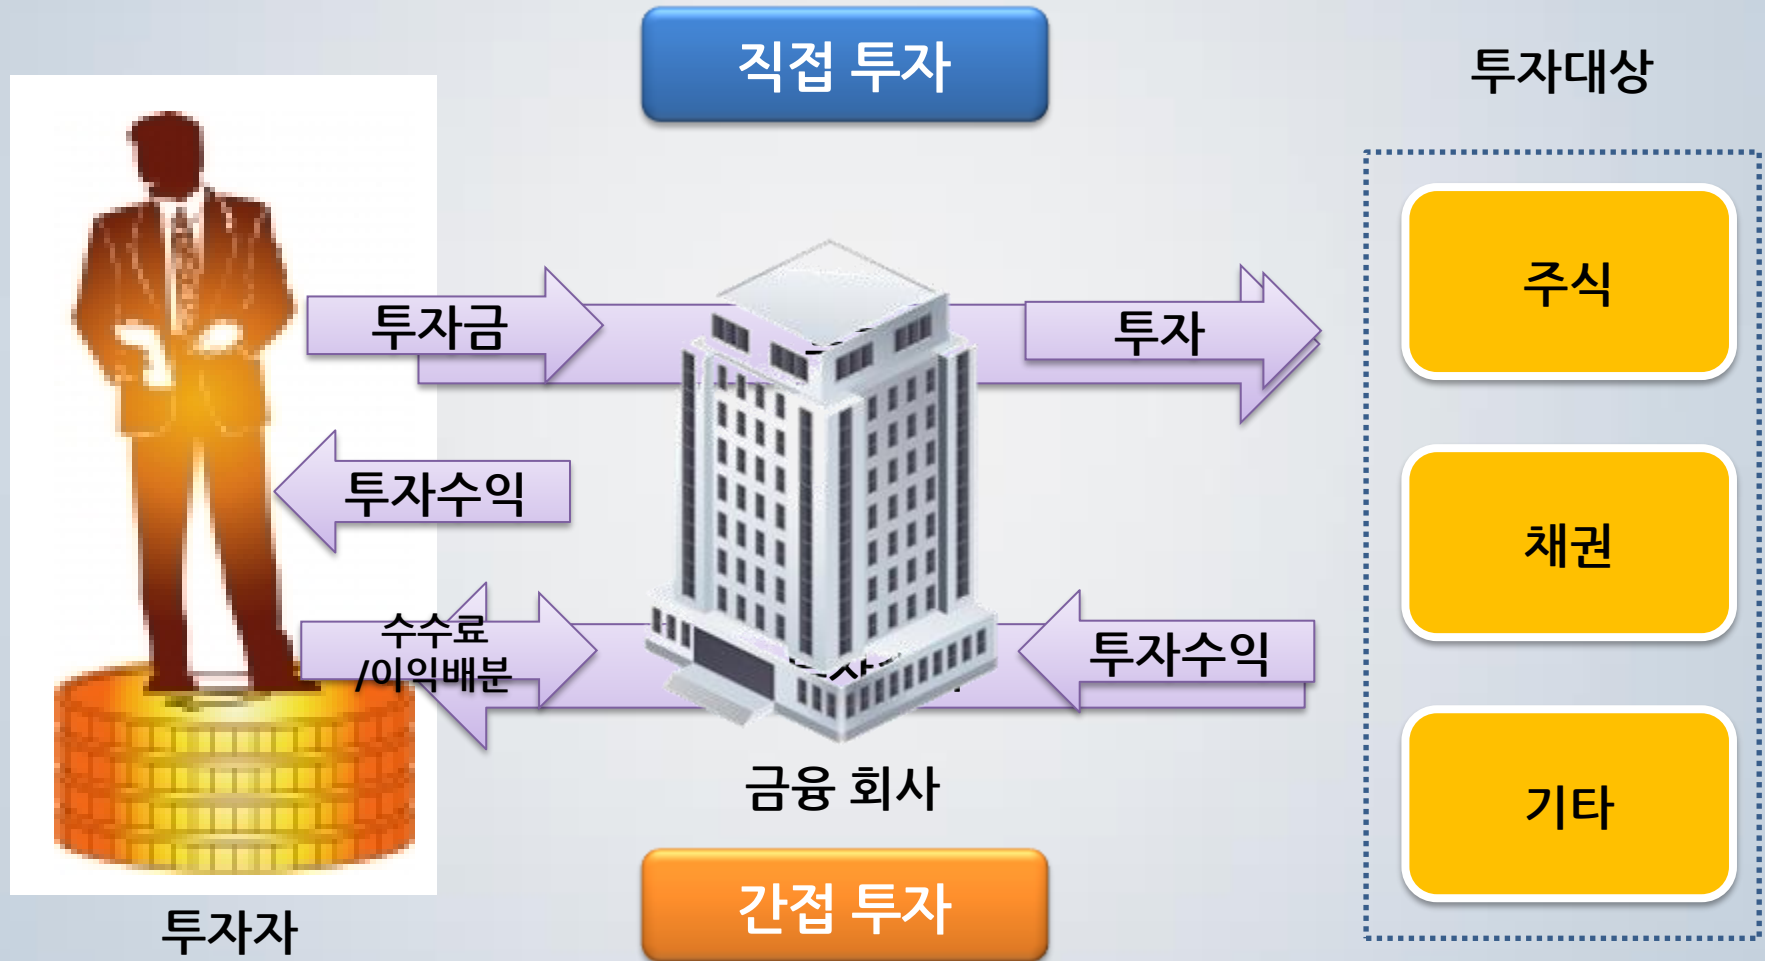 직접 투자
투자대상
주식
투자금
투자
투자수익
채권
수수료
/이익배분
투자수익
금융 회사
기타
간접 투자
투자자